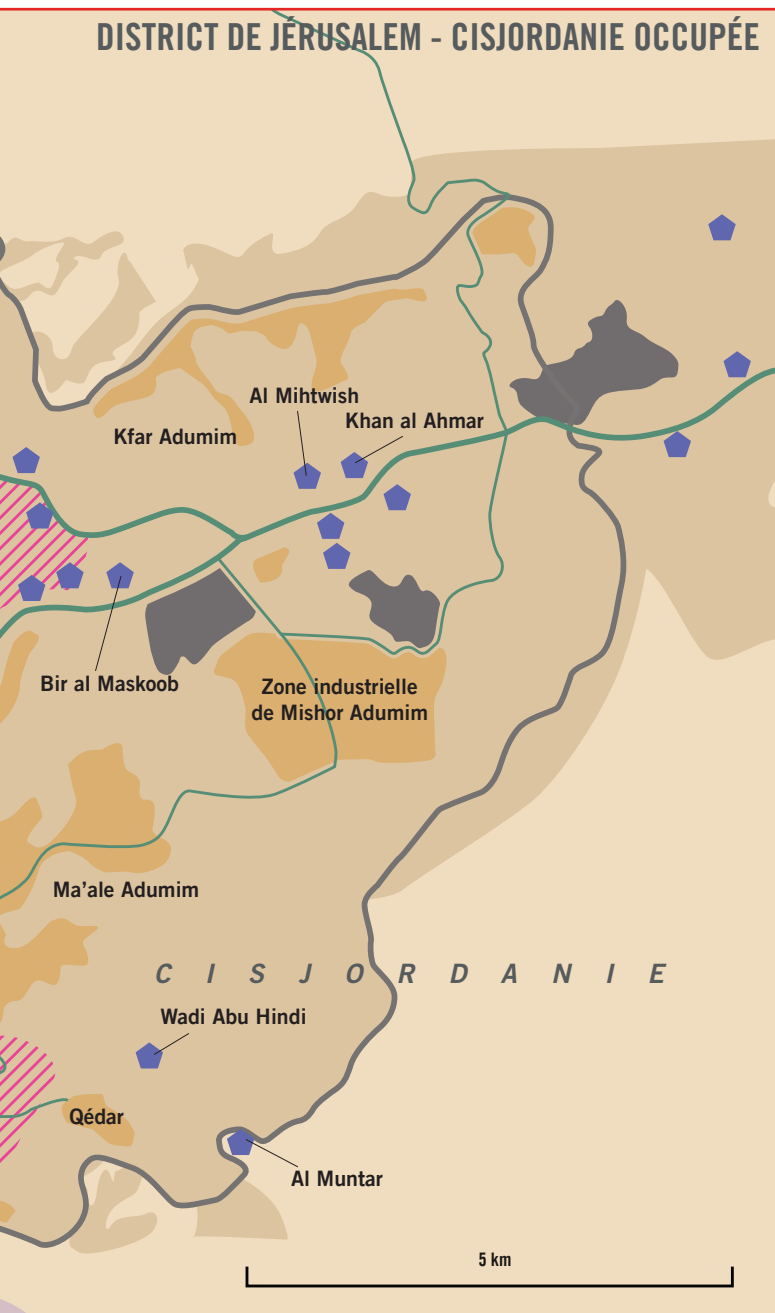 DISTRICT DE JÉRUSALEM - CISJORDANIE OCCUPÉE
Al Mihtwish
Khan al Ahmar
Kfar Adumim
Bir al Maskoob
Zone industrielle
de Mishor Adumim
Ma'ale Adumim
CISJORDANIE
Wadi Abu Hindi
Qédar
Al Muntar
5 km